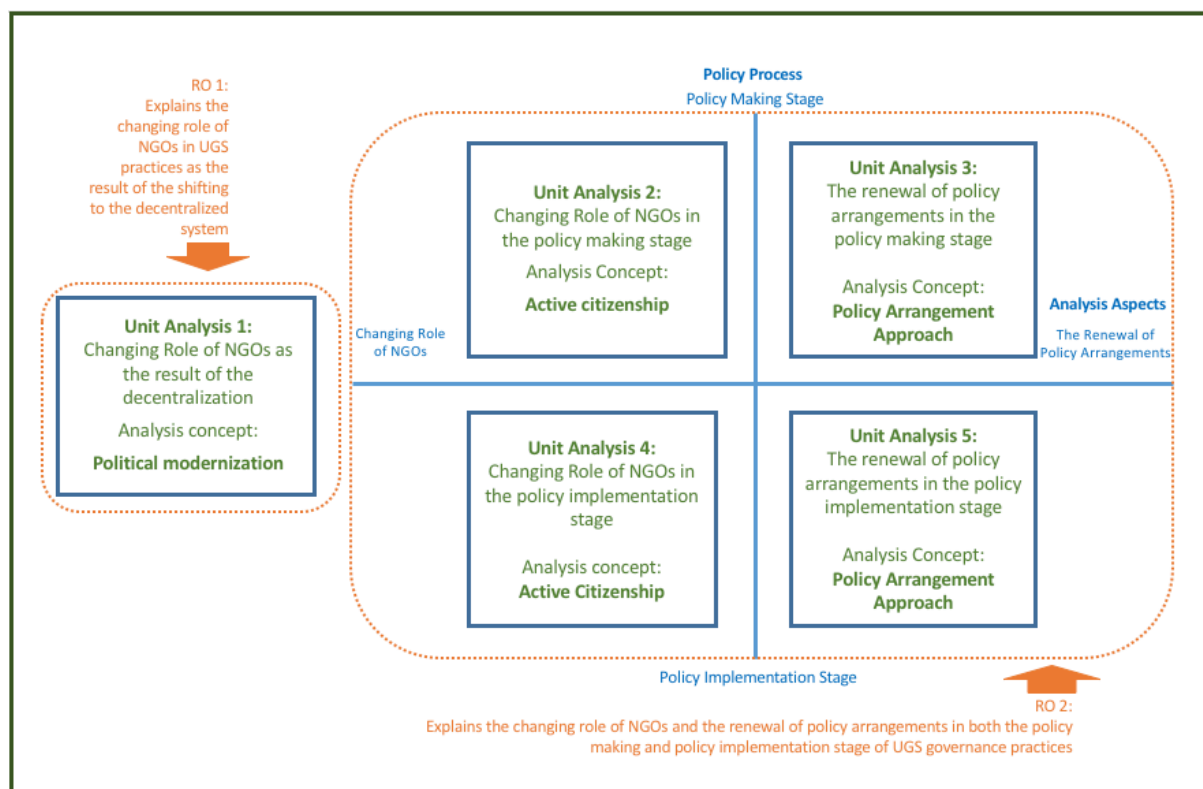 RO 1:
Explains the
changing role of
NGOs in UGS
practices as the
result of the shifting
to the decentralized
system
Unit Analysis 1:
Changing Role of NGOs as
the result of the
decentralization
Analysis concept:
Political modernization
Policy Process
Policy Making Stage
Unit Analysis 2:
Changing Role of NGOs in
the policy making stage
Analysis Concept:
Active citizenship
Unit Analysis 3:
The renewal of policy
arrangements in the
policy making stage
Analysis Concept:
Policy Arrangement
Approach
Changing Role
of NGOs
Analysis Aspects
The Renewal of
Policy Arrangements
Unit Analysis 4:
Changing Role of NGOs in
the policy implementation
stage
Analysis concept:
Active Citizenship
Unit Analysis 5:
The renewal of policy
arrangements in the policy
implementation stage
Analysis Concept:
Policy Arrangement
Approach
Policy Implementation Stage
RO 2:
Explains the changing role of NGOs and the renewal of policy arrangements in both the policy
making and policy implementation stage of UGS governance practices